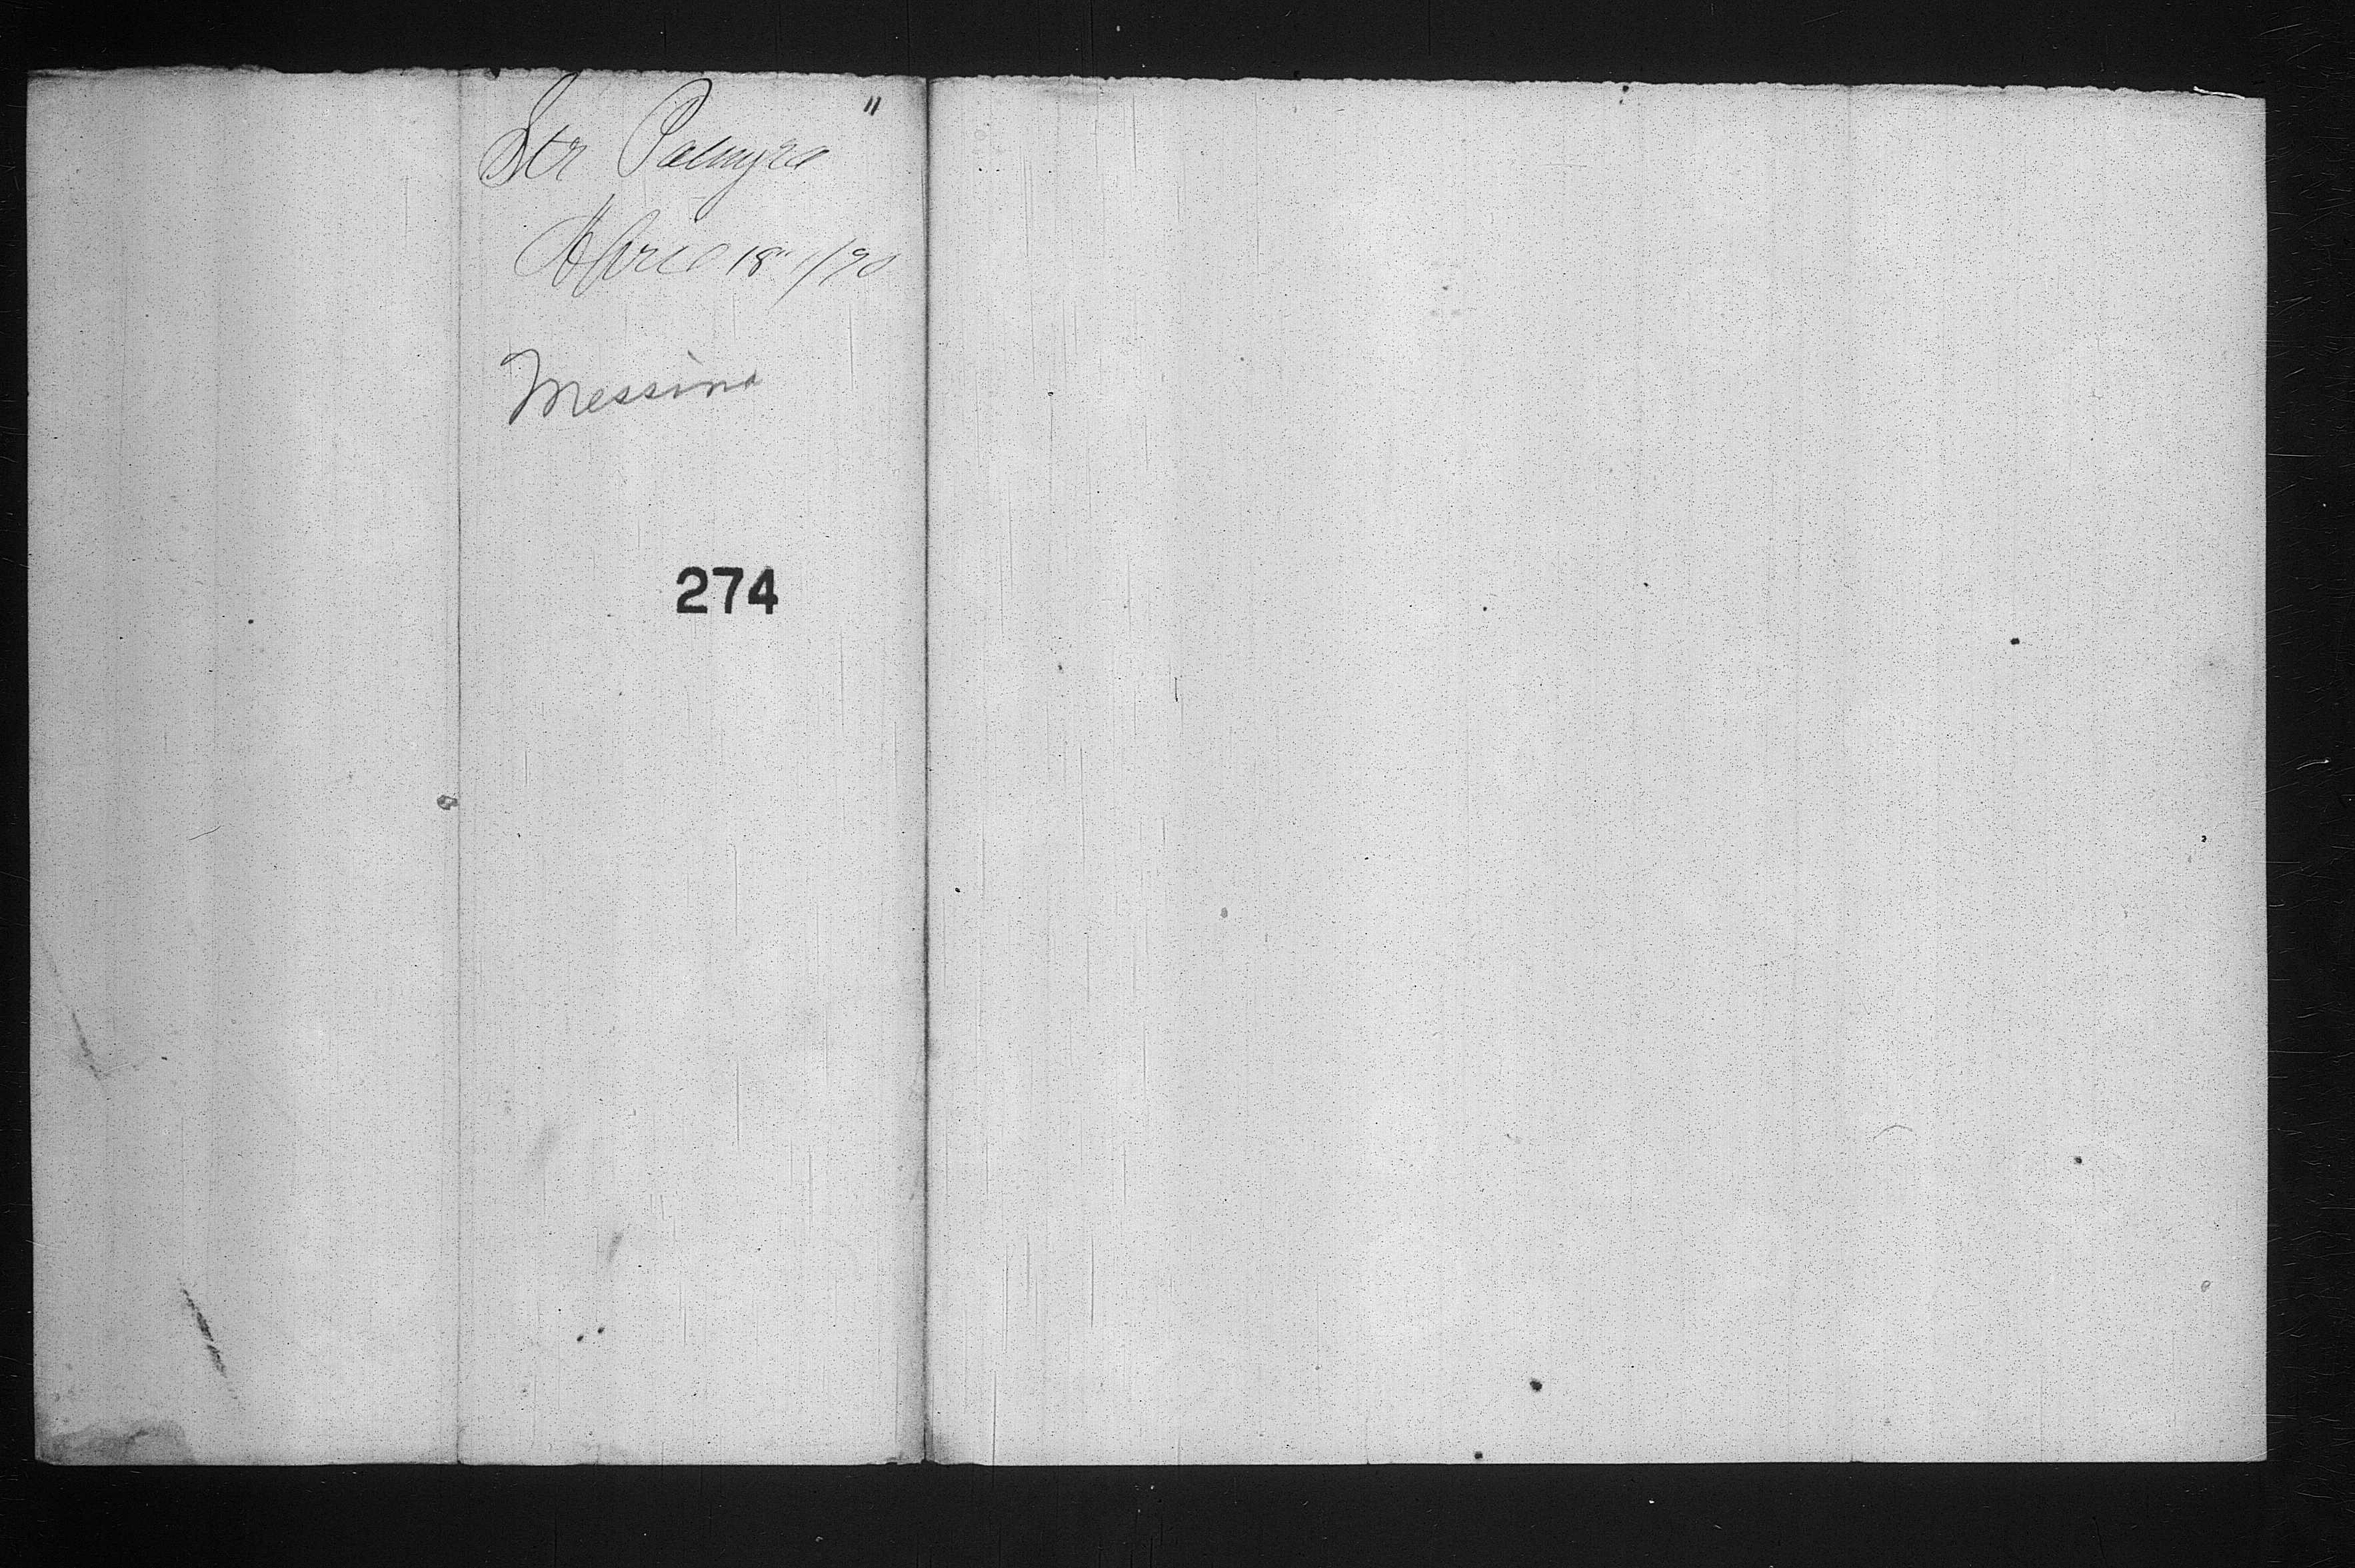 "
Str Palmyra
April 18"/90
Messina
274